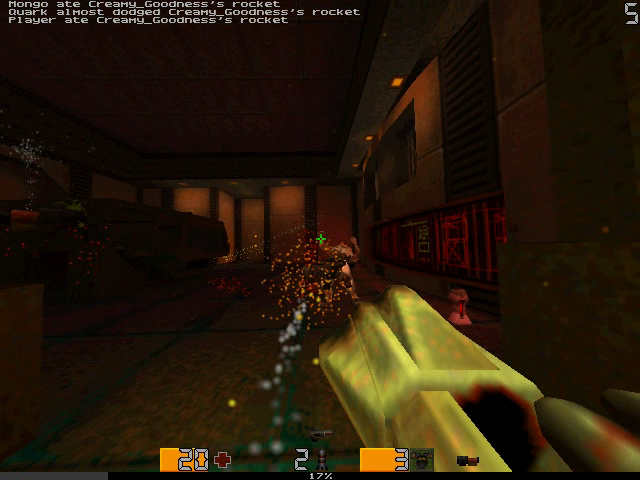 Mongo ate Creamy_Goodness's rocket
Quark almost dodged Creamy_Goodness's rocket
Player ate Creamy_Goodness's rocket
5
20 2 3
17%